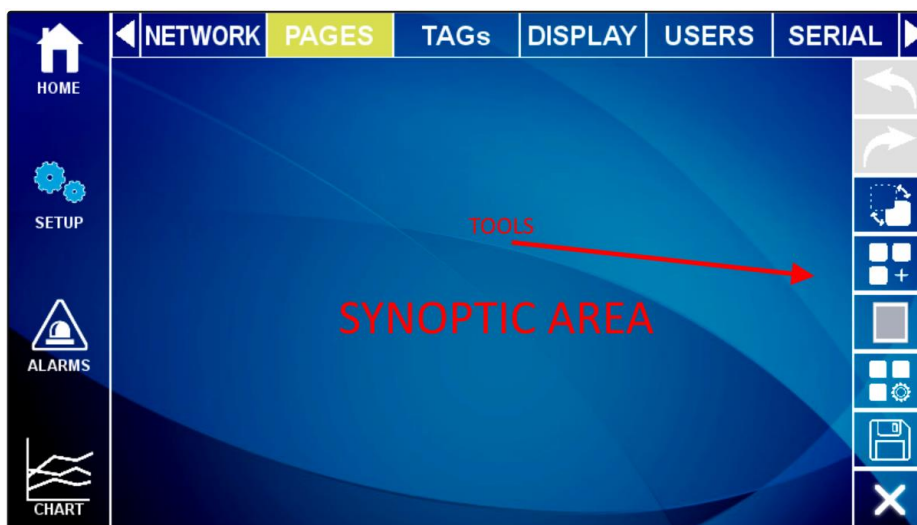 NETWORK PAGES TAGs DISPLAY USERS SERIAL
HOME
SETUP
TOOLS
SYNOPTIC AREA
ALARMS
CHART